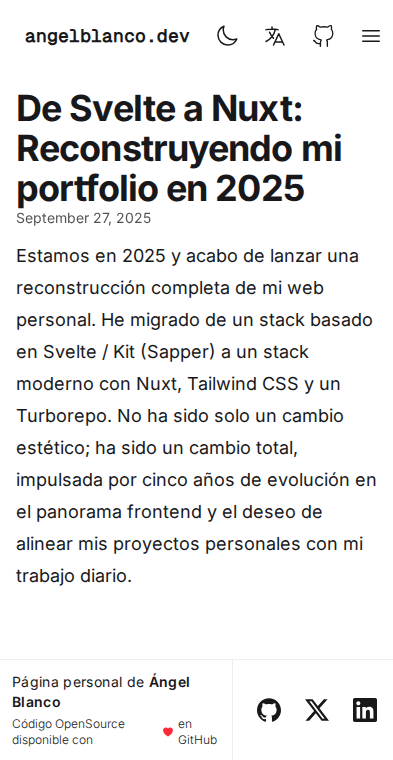 angelblanco.dev
De Svelte a Nuxt:
Reconstruyendo mi
portfolio en 2025
September 27, 2025
Estamos en 2025 y acabo de lanzar una
reconstrucción completa de mi web
personal. He migrado de un stack basado
en Svelte / Kit (Sapper) a un stack
moderno con Nuxt, Tailwind CSS y un
Turborepo. No ha sido solo un cambio
estético; ha sido un cambio total,
impulsada por cinco años de evolución en
el panorama frontend y el deseo de
alinear mis proyectos personales con mi
trabajo diario.
Página personal de Ángel
Blanco
Código OpenSource
disponible con
en
GitHub